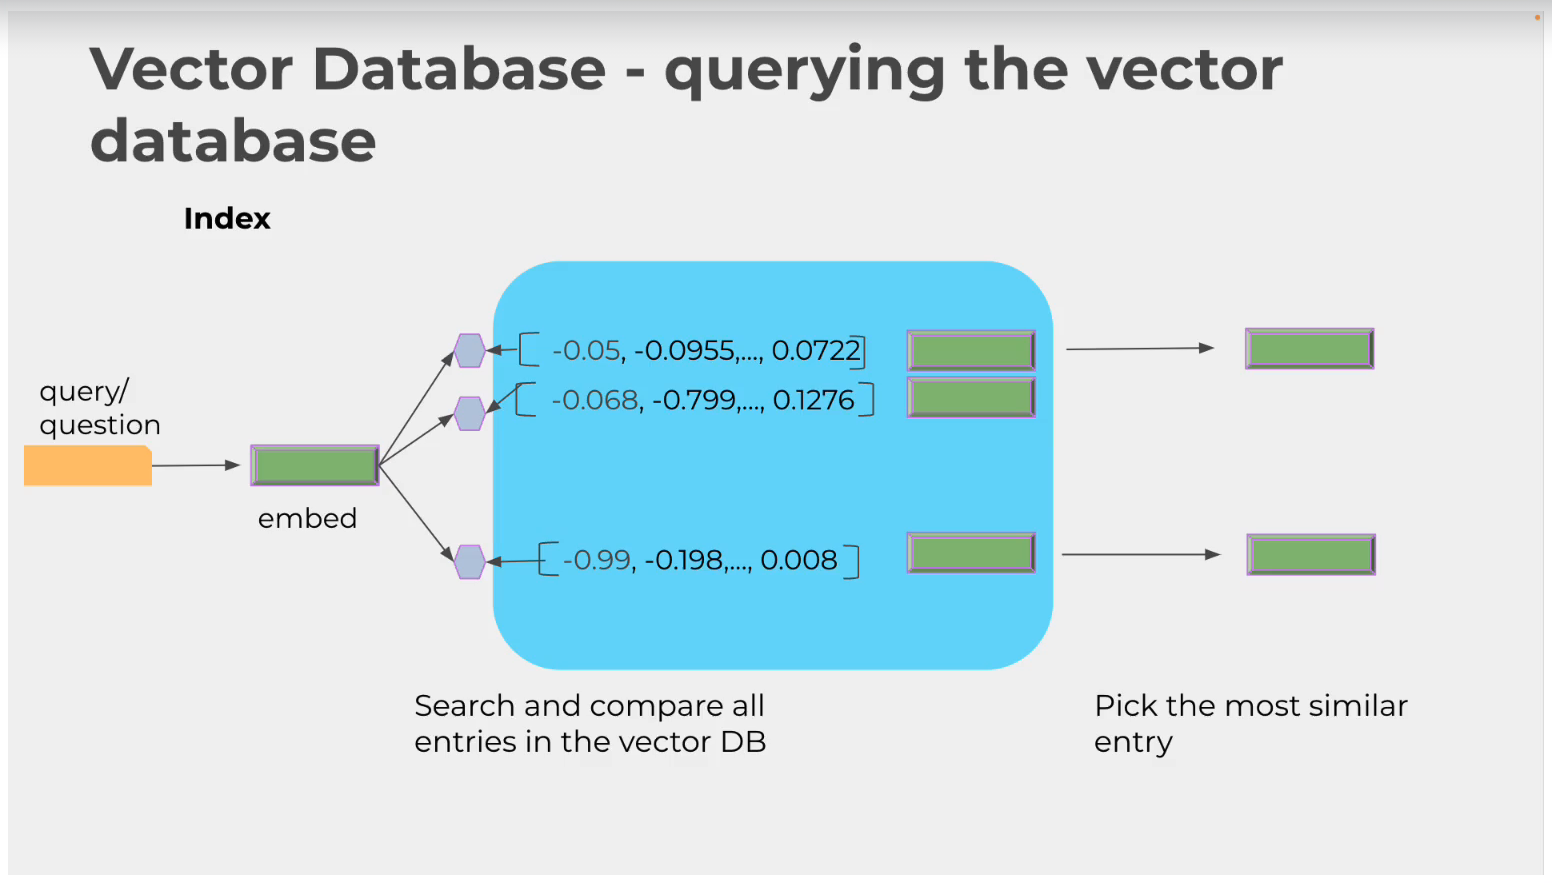 Vector Database - querying the vector
database
Index
query/
question
embed
[ -0.05, -0.0955,..., 0.0722]
[ -0.068, -0.799,..., 0.1276]
[ -0.99, -0.198,..., 0.008 ]
Search and compare all
entries in the vector DB
Pick the most similar
entry